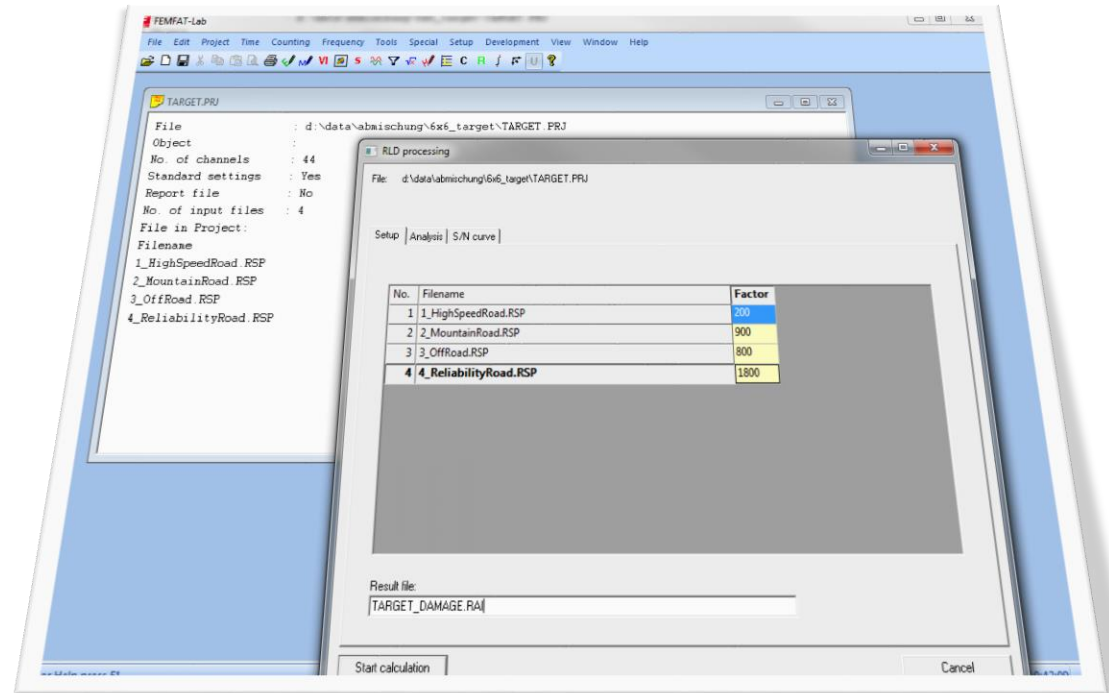 FEMFAT-Lab
File Edit Project Time Counting Frequency Tools Special Setup Development View Window Help
TARGET.PRJ
File : d:\data\abmischung\6x6_target\TARGET.PRJ
Object :
No. of channels : 44
Standard settings : Yes
Report file : No
No. of input files : 4
File in Project:
Filename
1_HighSpeedRoad.RSP
2_MountainRoad.RSP
3_OffRoad.RSP
4_ReliabilityRoad.RSP
RLD processing
File: d:\data\abmischung\6x6_target\TARGET.PRJ
Setup Analysis S/N curve
No. Filename Factor
1 1_HighSpeedRoad.RSP 200
2 2_MountainRoad.RSP 900
3 3_OffRoad.RSP 800
4 4_ReliabilityRoad.RSP 1800
Result file:
TARGET_DAMAGE.RAI
Start calculation Cancel